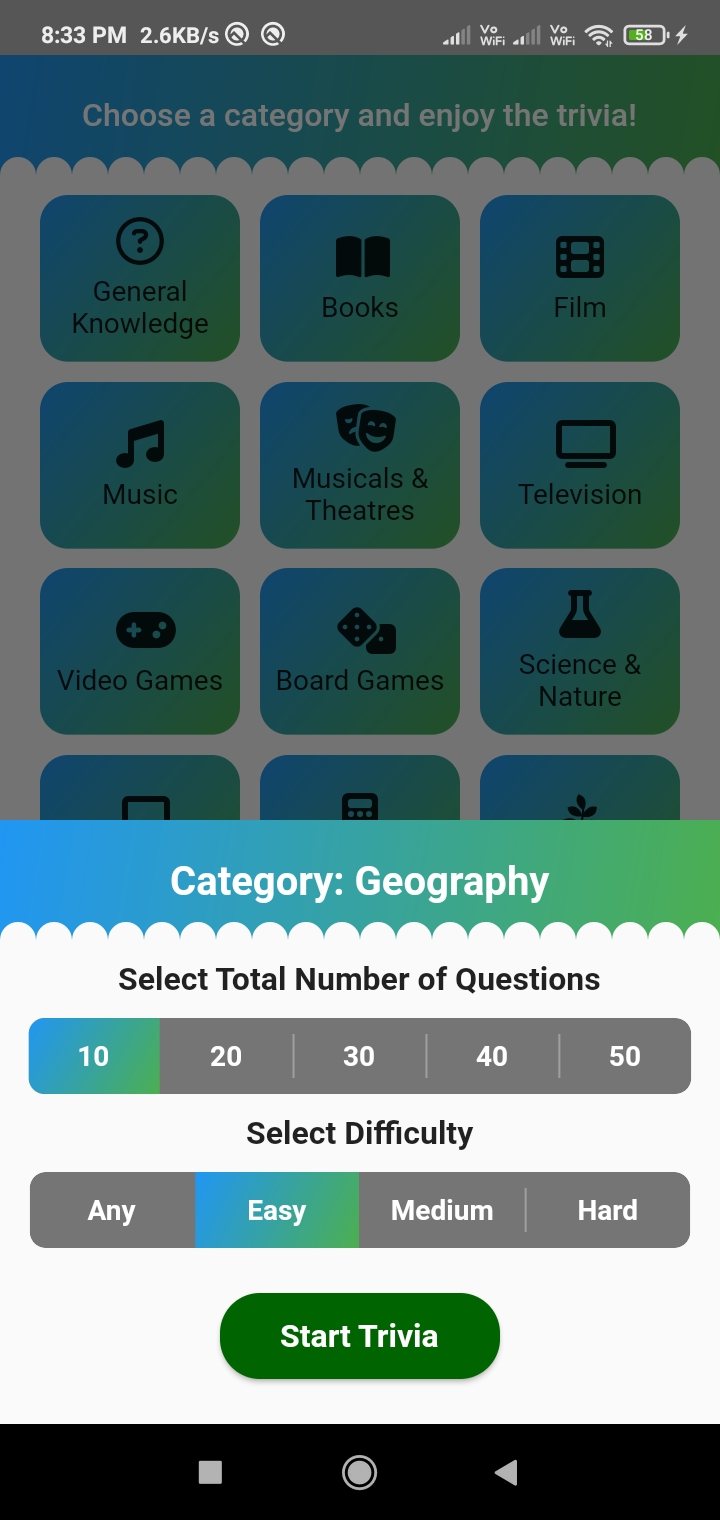 8:33 PM 2.6KB/s Vo WiFi Vo WiFi 58
Choose a category and enjoy the trivia!
General Knowledge
Books
Film
Music
Musicals & Theatres
Television
Video Games
Board Games
Science & Nature
Category: Geography
Select Total Number of Questions
10 20 30 40 50
Select Difficulty
Any Easy Medium Hard
Start Trivia